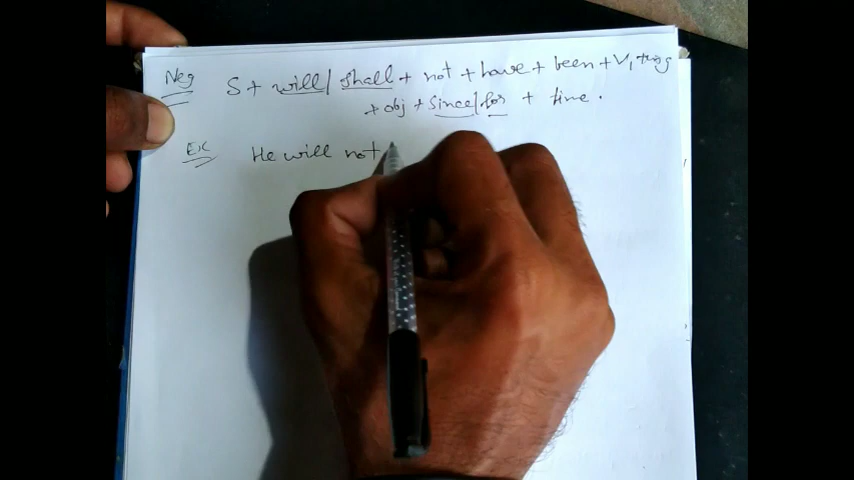 Neg S + will/ shall + not + have + been + V1 + ing
+ obj + since/for + time.
Ex He will not